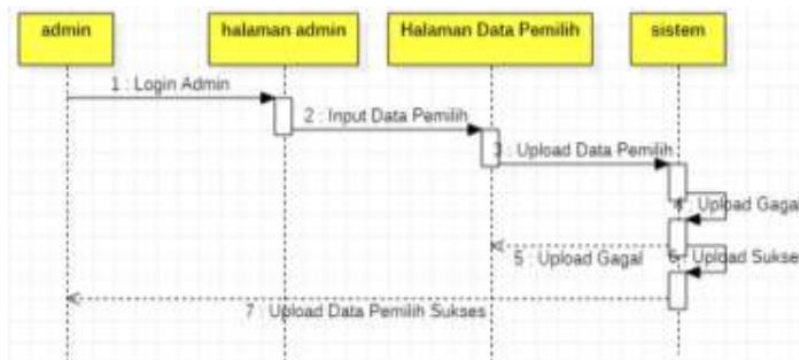 admin
halaman admin
Halaman Data Pemilih
sistem
1 : Login Admin
2 : Input Data Pemilih
3 : Upload Data Pemilih
4 : Upload Gagal
5 : Upload Gagal
6 : Upload Sukse
7 : Upload Data Pemilih Sukses